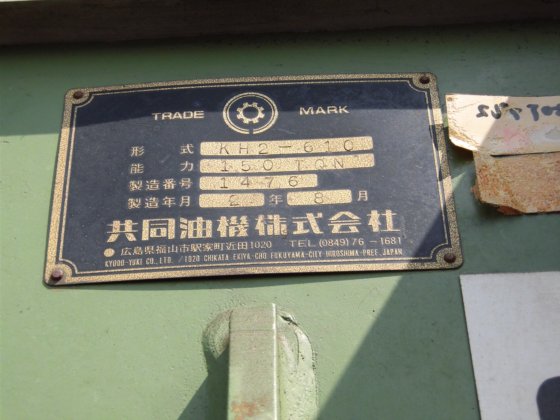 TRADE MARK
形式 KH2-610
能力 150 TON
製造番号 1476
製造年月 2年8月
共同油機株式会社
広島県福山市駅家町近田1020 TEL(0849)76-1681
KYODO-YUKI CO.,LTD. /1020 CHIKATA EKIYA-CHO FUKUYAMA-CITY HIROSHIMA-PREF. JAPAN